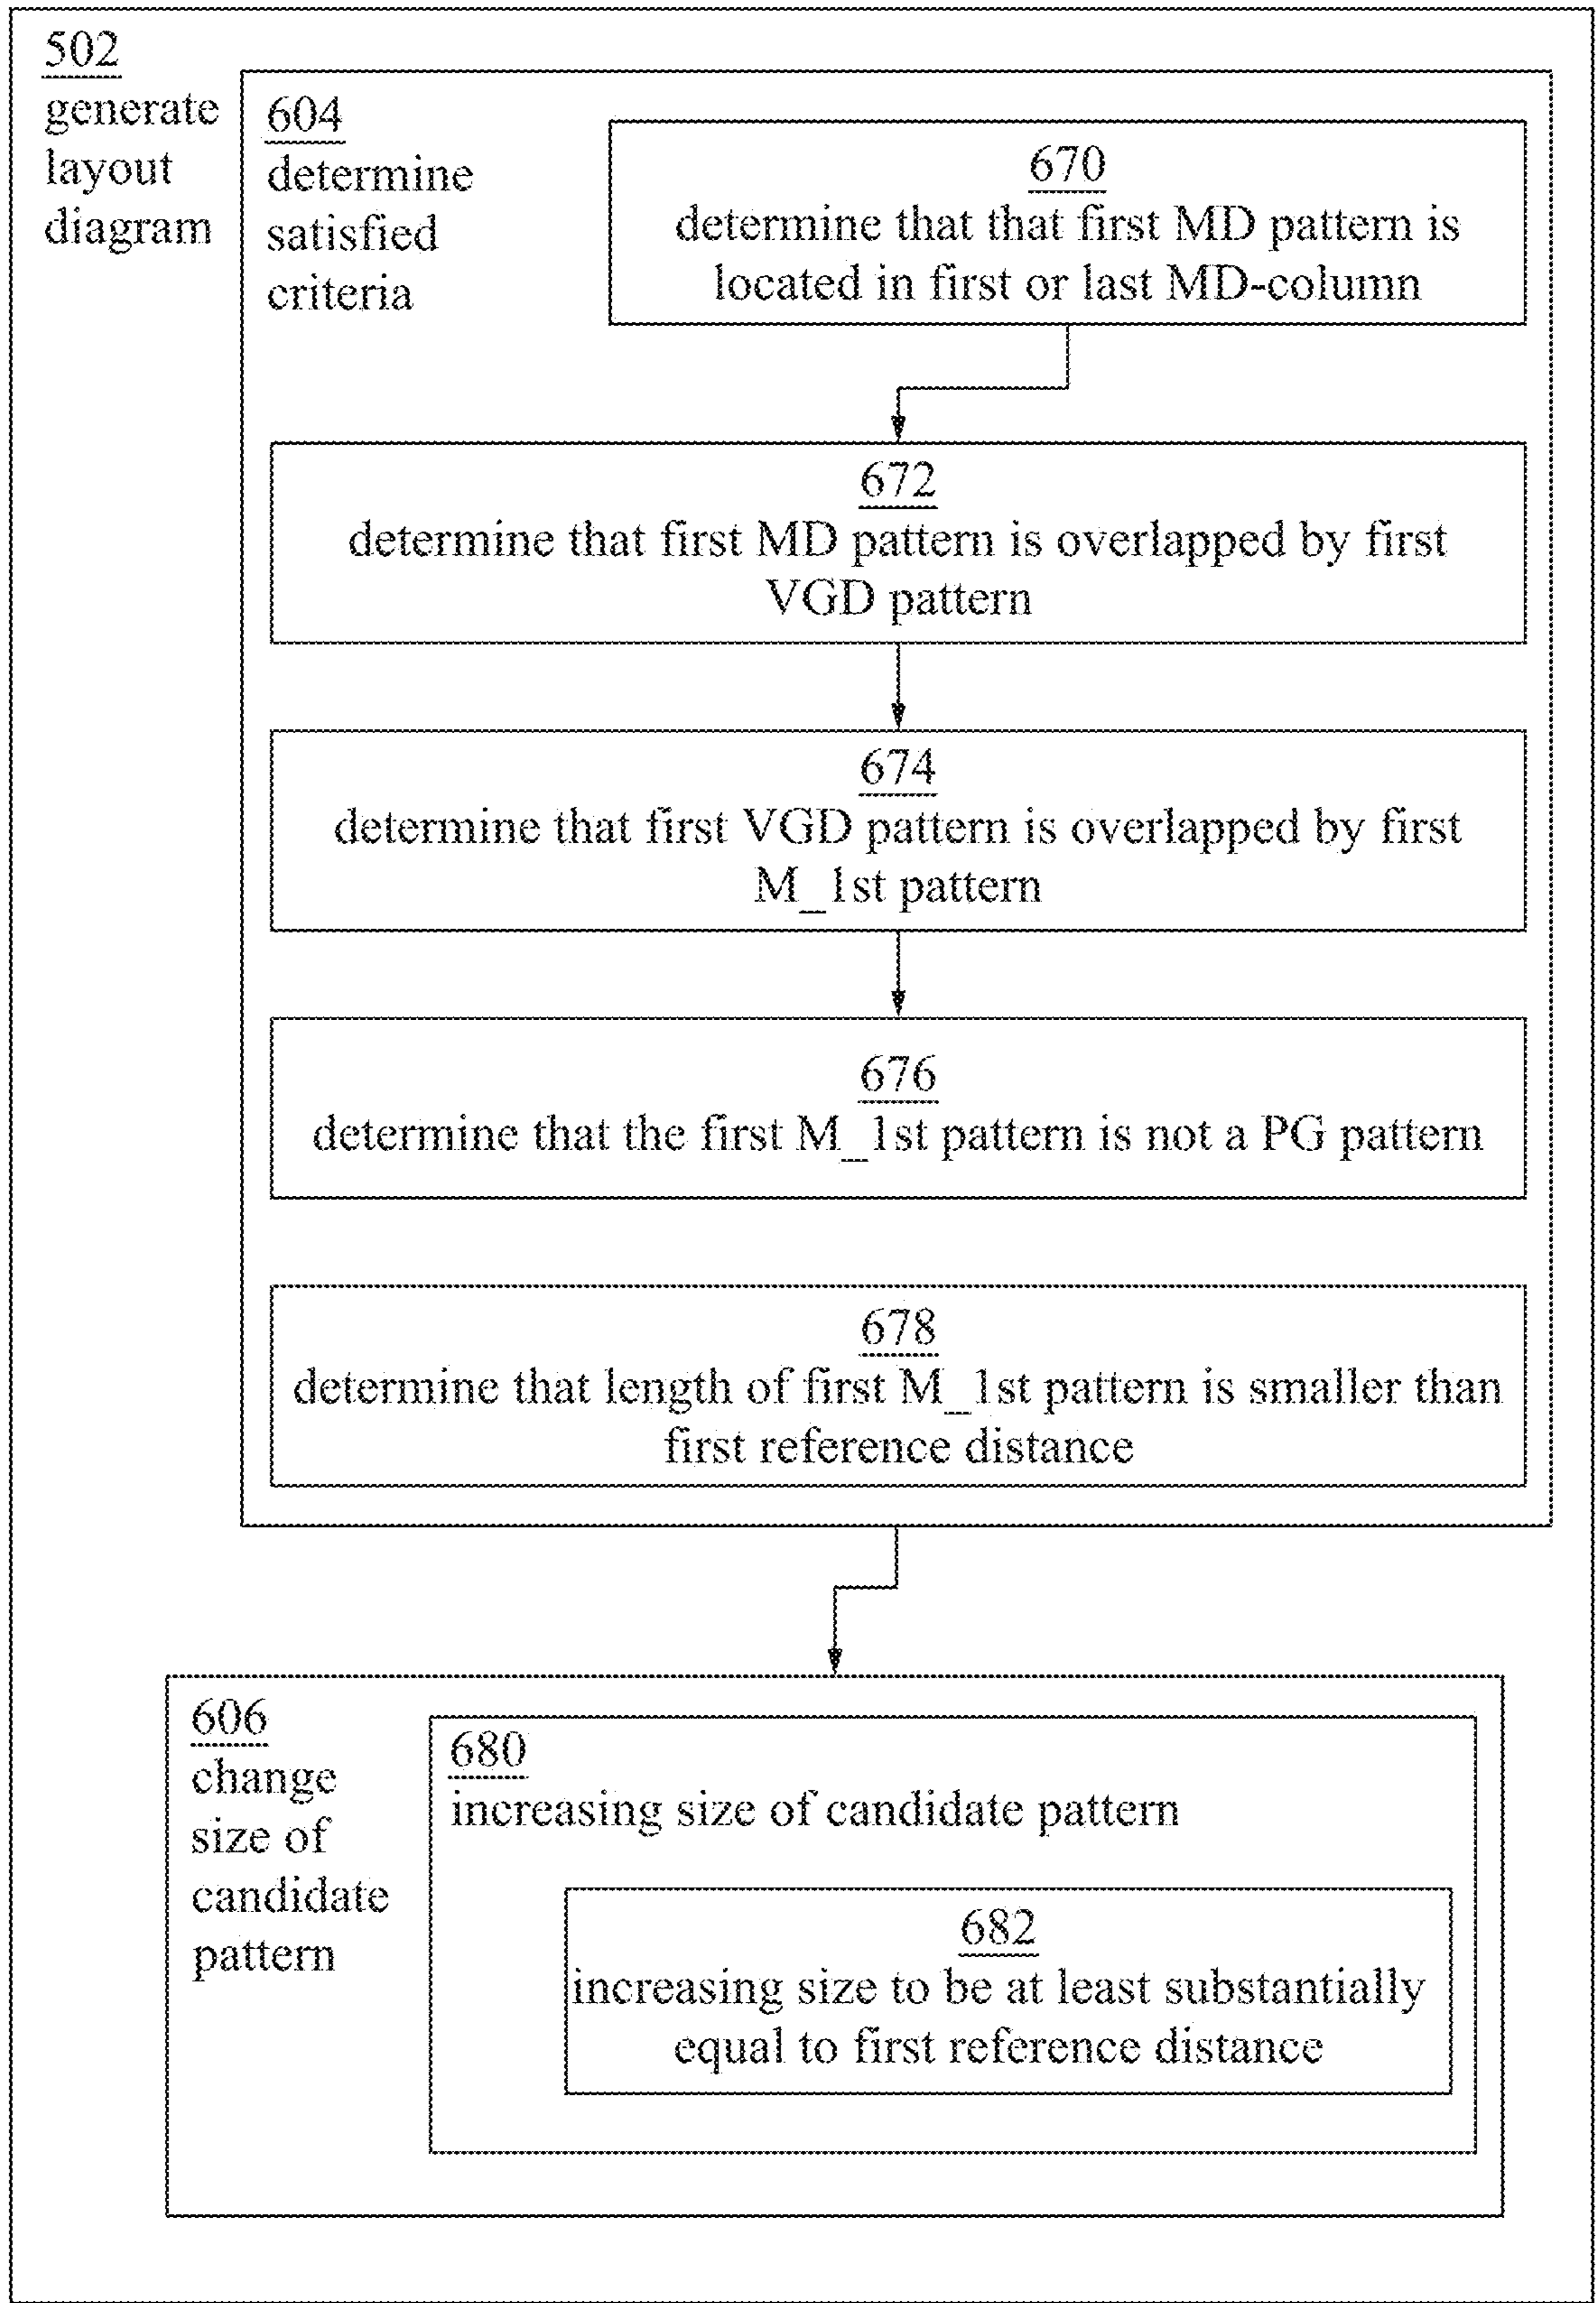 502
generate
layout
diagram
604
determine
satisfied
criteria
670
determine that that first MD pattern is
located in first or last MD-column
672
determine that first MD pattern is overlapped by first
VGD pattern
674
determine that first VGD pattern is overlapped by first
M_1st pattern
676
determine that the first M_1st pattern is not a PG pattern
678
determine that length of first M_1st pattern is smaller than
first reference distance
606
change
size of
candidate
pattern
680
increasing size of candidate pattern
682
increasing size to be at least substantially
equal to first reference distance